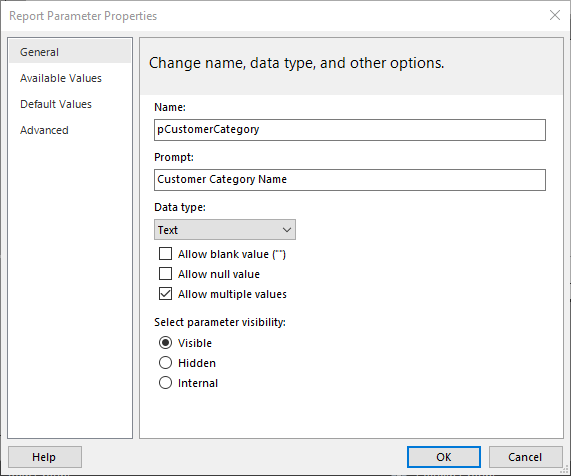 Report Parameter Properties
General
Available Values
Default Values
Advanced
Change name, data type, and other options.
Name:
pCustomerCategory
Prompt:
Customer Category Name
Data type:
Text
Allow blank value ("")
Allow null value
Allow multiple values
Select parameter visibility:
Visible
Hidden
Internal
Help
OK
Cancel